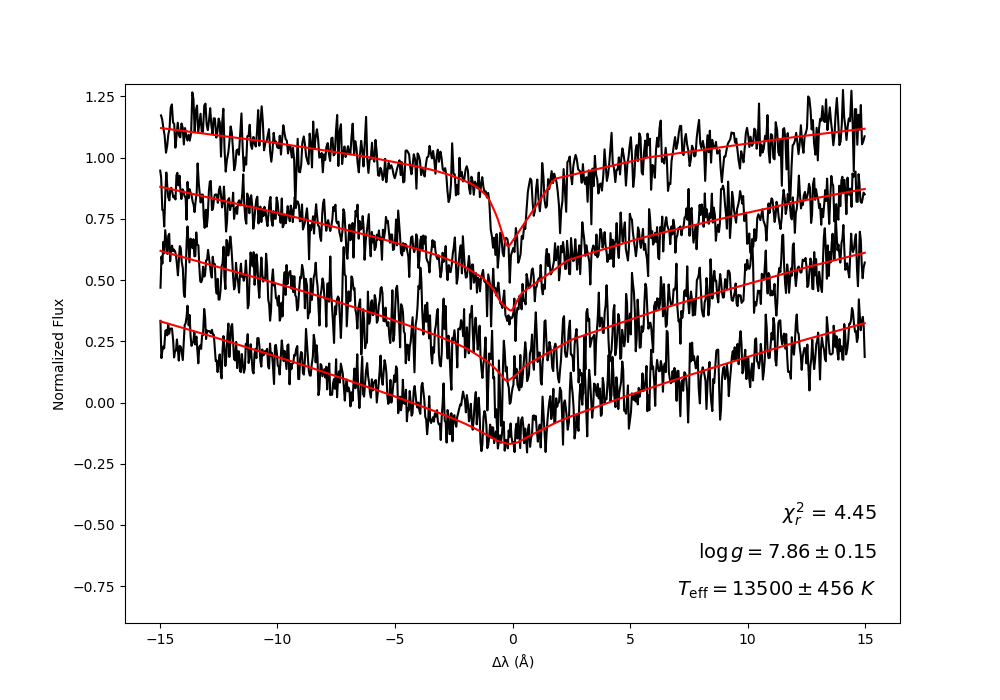 1.25
1.00
0.75
0.50
0.25
0.00
−0.25
−0.50
−0.75
Normalized Flux
χ²ᵣ = 4.45
log g = 7.86 ± 0.15
T_eff = 13500 ± 456 K
−15 −10 −5 0 5 10 15
Δλ (Å)